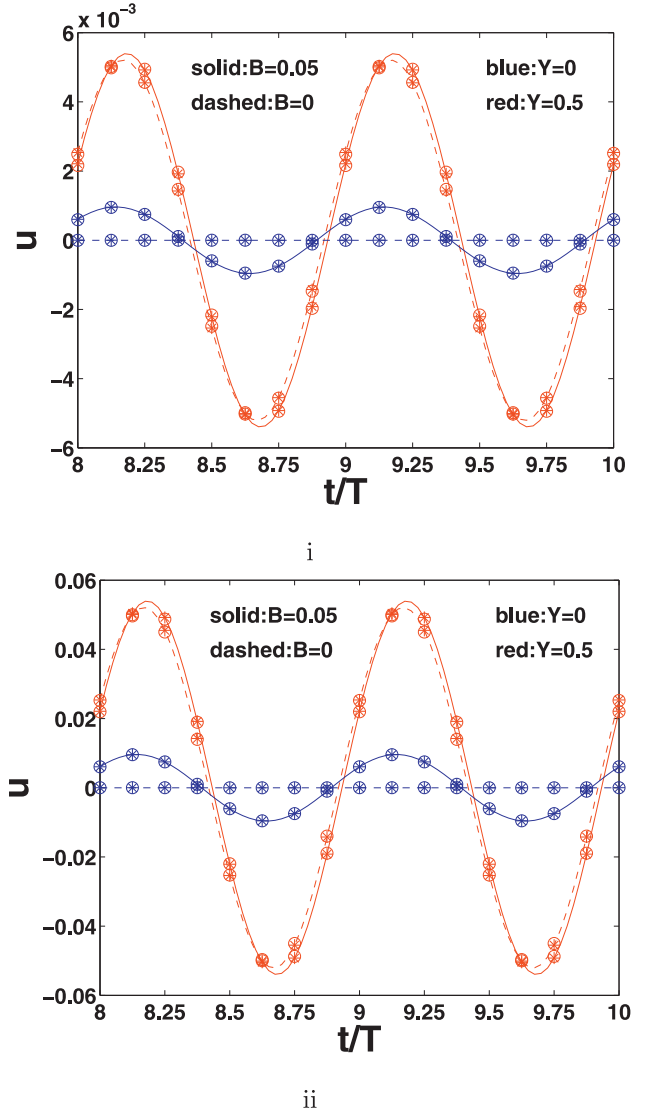 x 10⁻³
6
4
2
0
−2
−4
−6
u
solid:B=0.05 blue:Y=0
dashed:B=0 red:Y=0.5
8 8.25 8.5 8.75 9 9.25 9.5 9.75 10
t/T
i
0.06
0.04
0.02
0
−0.02
−0.04
−0.06
u
solid:B=0.05 blue:Y=0
dashed:B=0 red:Y=0.5
8 8.25 8.5 8.75 9 9.25 9.5 9.75 10
t/T
ii